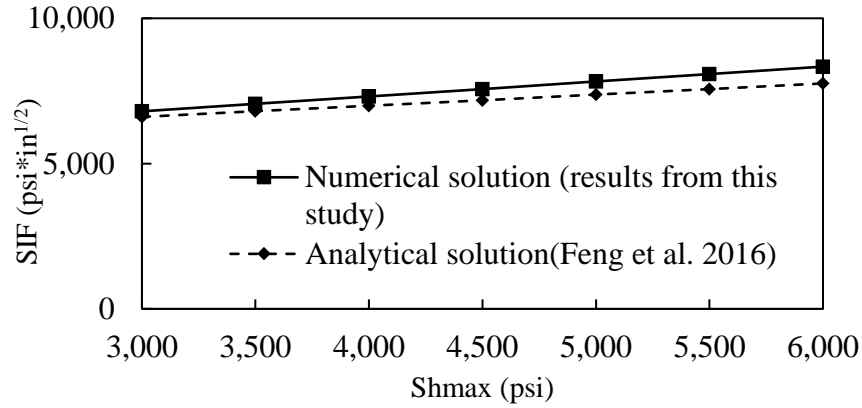 10,000
5,000
0
SIF (psi*in1/2)
Numerical solution (results from this
study)
Analytical solution(Feng et al. 2016)
3,000 3,500 4,000 4,500 5,000 5,500 6,000
Shmax (psi)